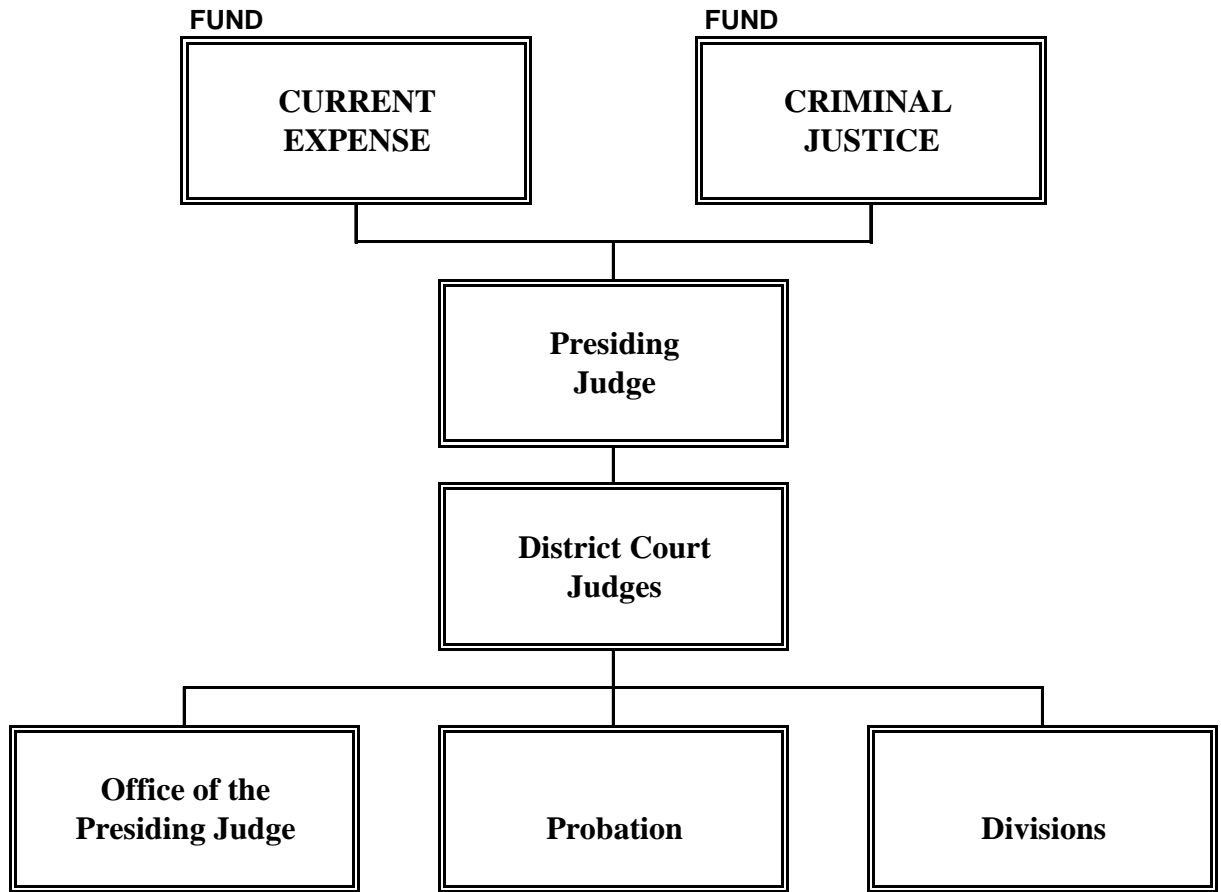 FUND
CURRENT
EXPENSE
FUND
CRIMINAL
JUSTICE
Presiding
Judge
District Court
Judges
Office of the
Presiding Judge
Probation
Divisions